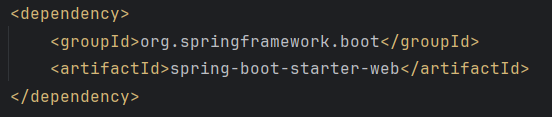 <dependency>
    <groupId>org.springframework.boot</groupId>
    <artifactId>spring-boot-starter-web</artifactId>
</dependency>